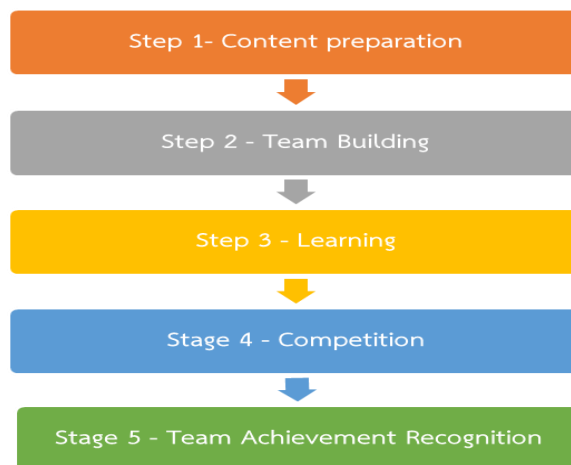 Step 1- Content preparation
Step 2 - Team Building
Step 3 - Learning
Stage 4 - Competition
Stage 5 - Team Achievement Recognition